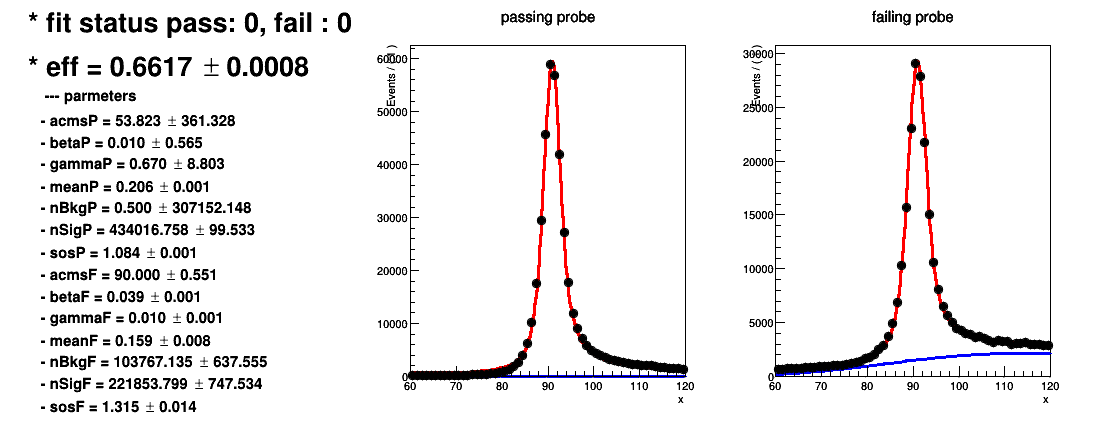 * fit status pass: 0, fail : 0
* eff = 0.6617 ± 0.0008
--- parmeters
- acmsP = 53.823 ± 361.328
- betaP = 0.010 ± 0.565
- gammaP = 0.670 ± 8.803
- meanP = 0.206 ± 0.001
- nBkgP = 0.500 ± 307152.148
- nSigP = 434016.758 ± 99.533
- sosP = 1.084 ± 0.001
- acmsF = 90.000 ± 0.551
- betaF = 0.039 ± 0.001
- gammaF = 0.010 ± 0.001
- meanF = 0.159 ± 0.008
- nBkgF = 103767.135 ± 637.555
- nSigF = 221853.799 ± 747.534
- sosF = 1.315 ± 0.014
passing probe
Events / (
60000
50000
40000
30000
20000
10000
0
60 70 80 90 100 110 120
x
failing probe
Events / (
30000
25000
20000
15000
10000
5000
0
60 70 80 90 100 110 120
x